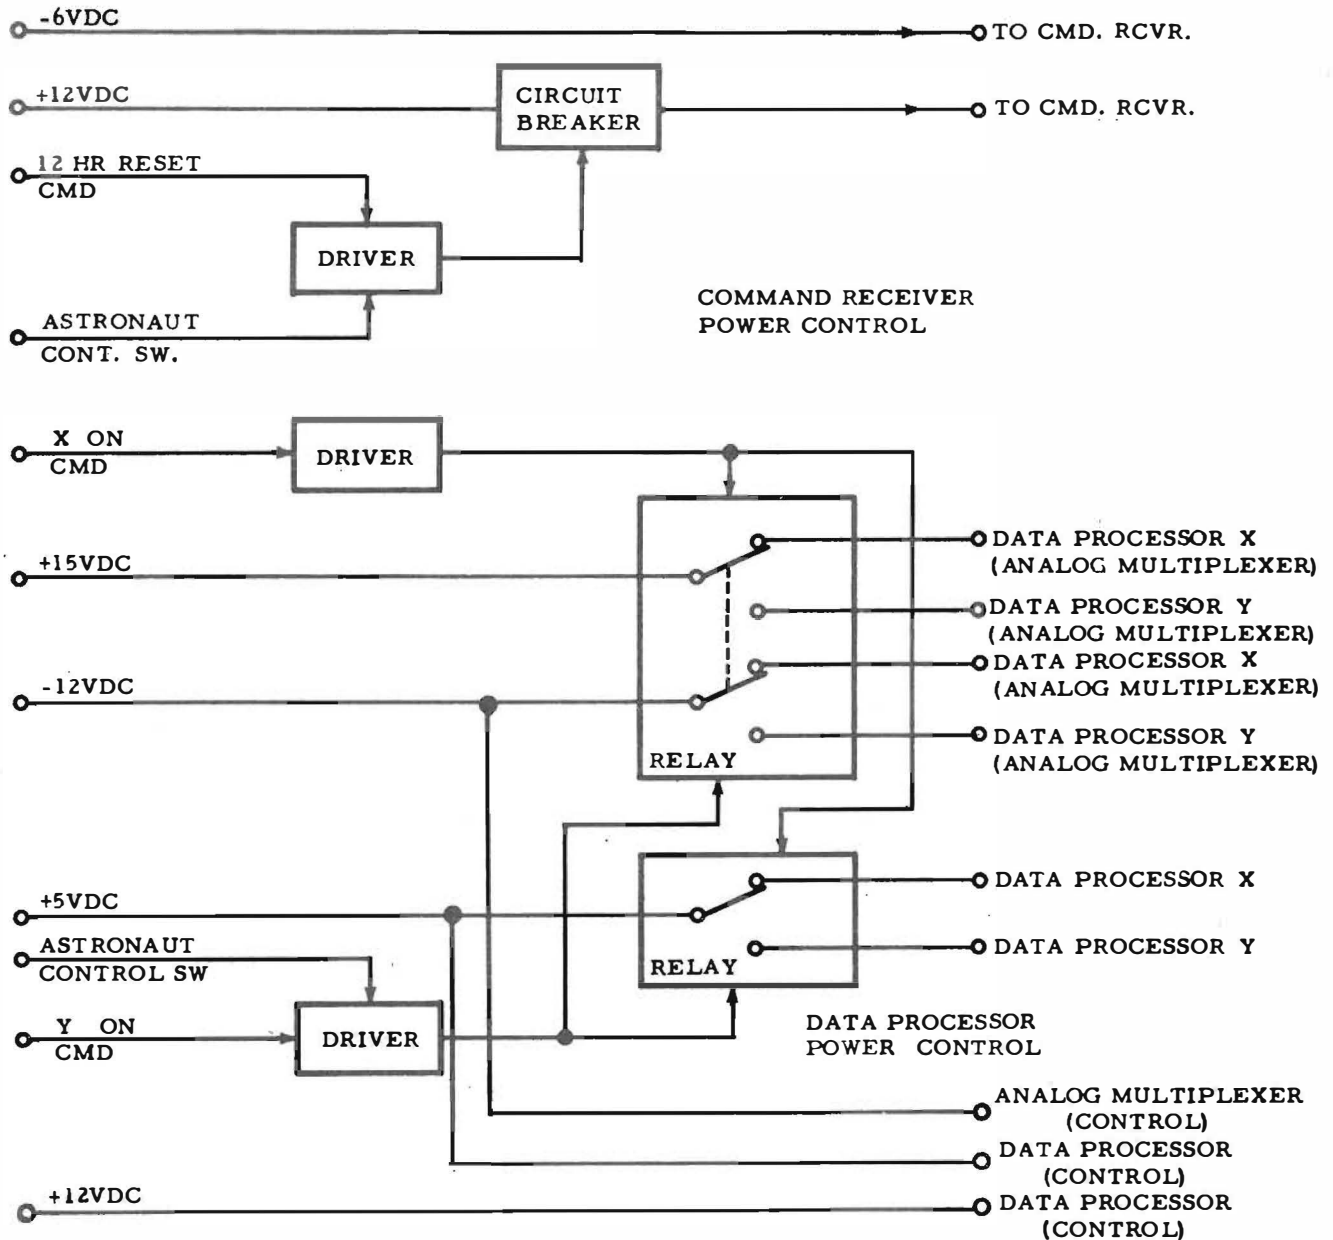 -6VDC
TO CMD. RCVR.
+12VDC
CIRCUIT
BREAKER
TO CMD. RCVR.
12 HR RESET
CMD
DRIVER
ASTRONAUT
CONT. SW.
COMMAND RECEIVER
POWER CONTROL
X ON
CMD
DRIVER
+15VDC
DATA PROCESSOR X
(ANALOG MULTIPLEXER)
DATA PROCESSOR Y
(ANALOG MULTIPLEXER)
-12VDC
DATA PROCESSOR X
(ANALOG MULTIPLEXER)
DATA PROCESSOR Y
(ANALOG MULTIPLEXER)
RELAY
+5VDC
DATA PROCESSOR X
DATA PROCESSOR Y
RELAY
ASTRONAUT
CONTROL SW
Y ON
CMD
DRIVER
DATA PROCESSOR
POWER CONTROL
ANALOG MULTIPLEXER
(CONTROL)
DATA PROCESSOR
(CONTROL)
+12VDC
DATA PROCESSOR
(CONTROL)